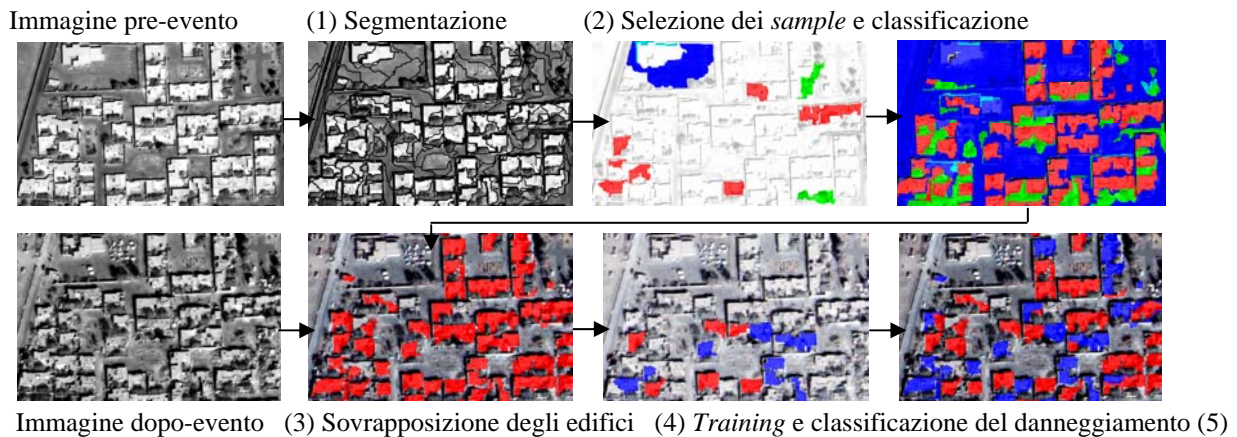 Immagine pre-evento (1) Segmentazione (2) Selezione dei sample e classificazione
Immagine dopo-evento (3) Sovrapposizione degli edifici (4) Training e classificazione del danneggiamento (5)